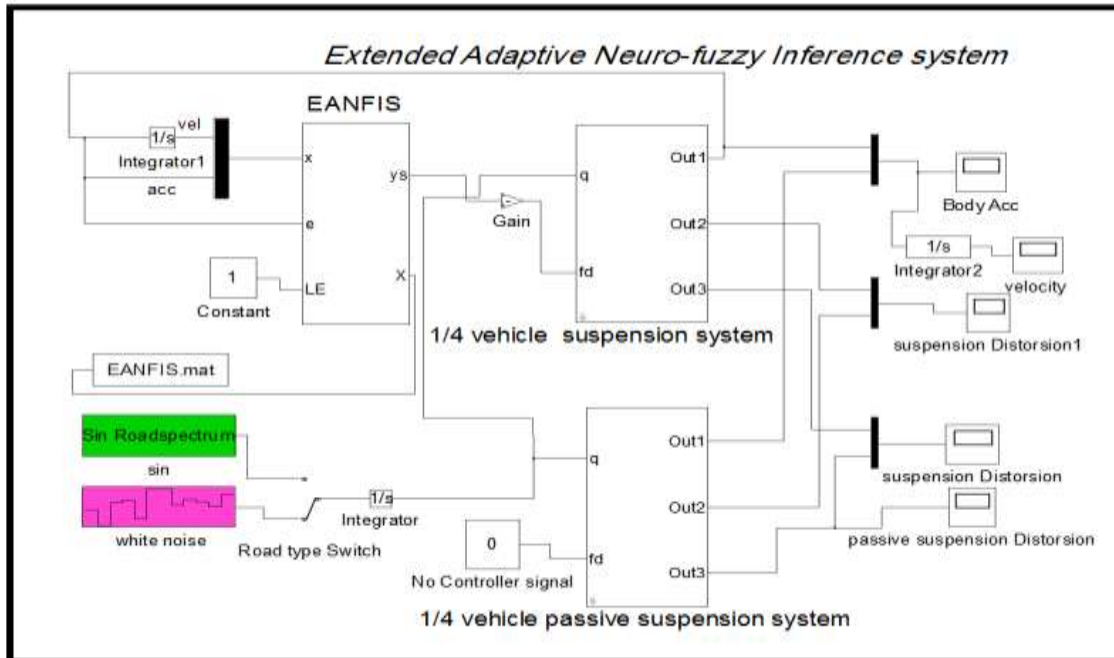 Extended Adaptive Neuro-fuzzy Inference system
EANFIS
vel
1/s
Integrator1
acc
x
e
LE
ys
X
1
Constant
Gain
q
fd
Out1
Out2
Out3
1/4 vehicle suspension system
Body Acc
1/s
Integrator2
velocity
suspension Distorsion1
EANFIS.mat
Sin Roadspectrum
sin
white noise
Road type Switch
1/s
Integrator
0
No Controller signal
q
fd
Out1
Out2
Out3
1/4 vehicle passive suspension system
suspension Distorsion
passive suspension Distorsion